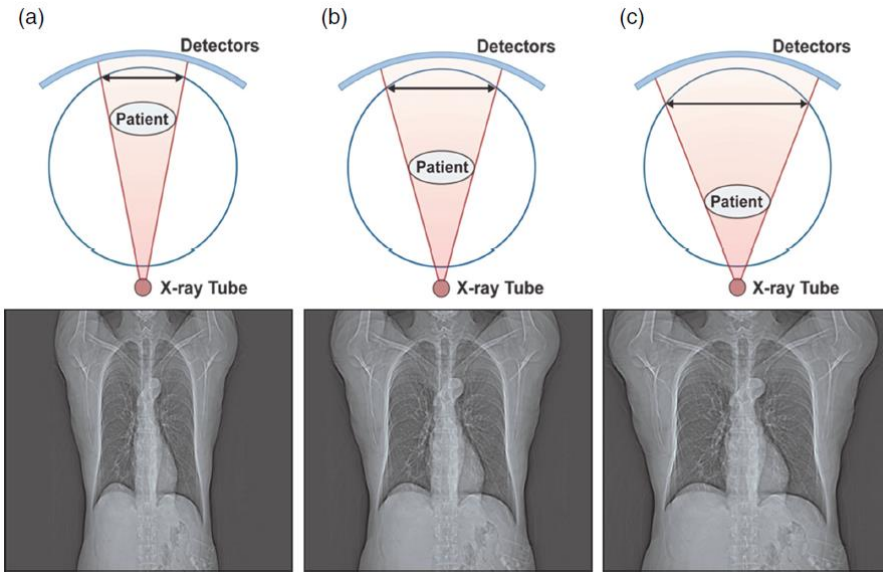 (a)
Detectors
Patient
X-ray Tube
(b)
Detectors
Patient
X-ray Tube
(c)
Detectors
Patient
X-ray Tube